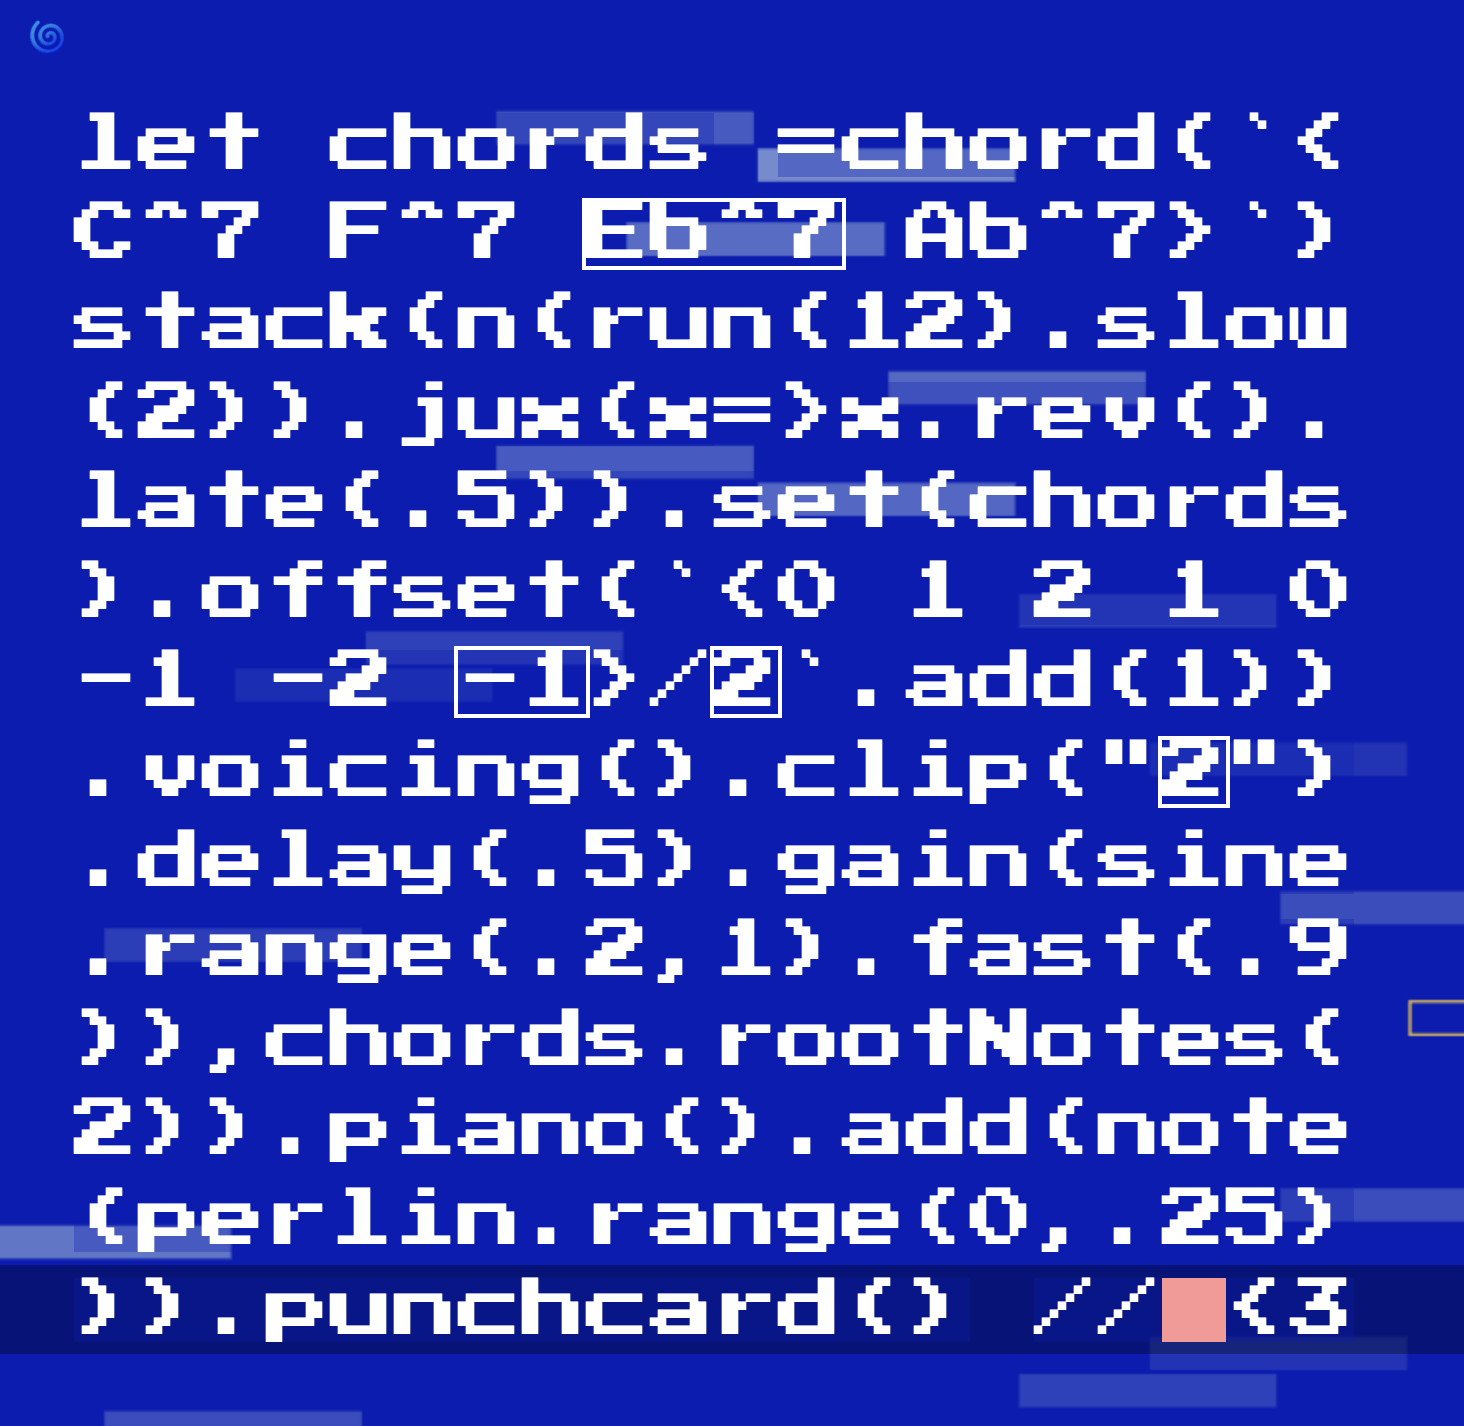 let chords =chord(`<
C^7 F^7 Eb^7 Ab^7>`)
stack(n(run(12).slow
(2)).jux(x=>x.rev().
late(.5)).set(chords
).offset(`<0 1 2 1 0
-1 -2 -1>/2`.add(1))
.voicing().clip("2")
.delay(.5).gain(sine
.range(.2,1).fast(.9
)),chords.rootNotes(
2)).piano().add(note
(perlin.range(0,.25)
)).punchcard() // <3